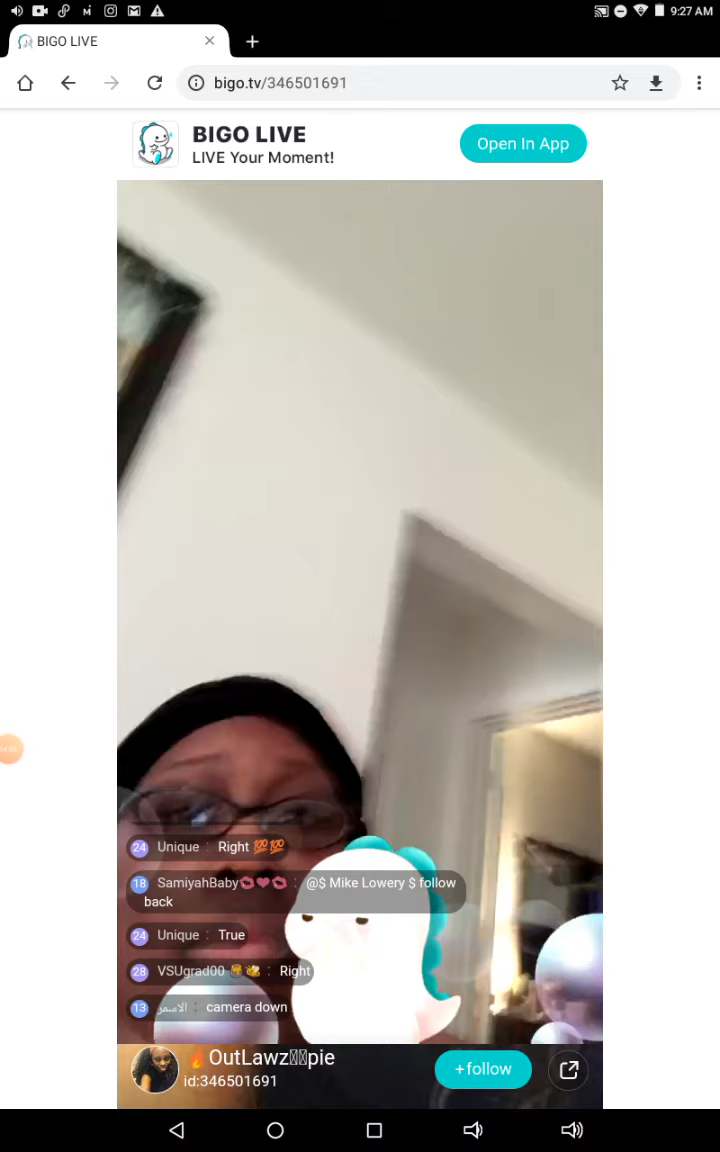 9:27 AM
BIGO LIVE
bigo.tv/346501691
BIGO LIVE
LIVE Your Moment!
Open In App
24 Unique : Right 💯💯
18 SamiyahBaby💋❤💋 : @$ Mike Lowery $ follow
back
24 Unique : True
28 VSUgrad00 : Right
13 الاسمر : camera down
🔥OutLawz▯▯pie
id:346501691
+follow